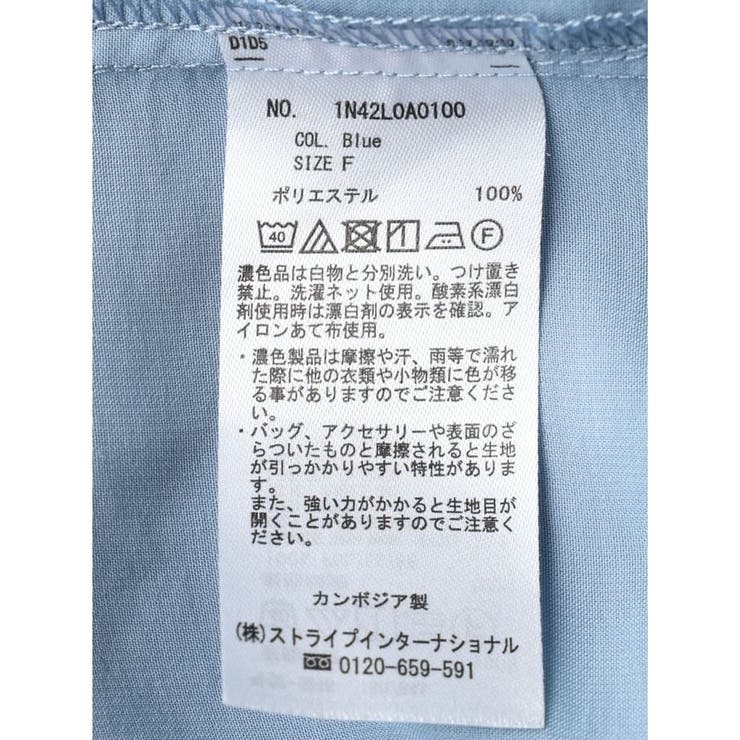 D1D5
NO. 1N42L0A0100
COL. Blue
SIZE F
ポリエステル 100%
40 F
濃色品は白物と分別洗い。つけ置き
禁止。洗濯ネット使用。酸素系漂白
剤使用時は漂白剤の表示を確認。ア
イロンあて布使用。
・濃色製品は摩擦や汗、雨等で濡れ
た際に他の衣類や小物類に色が移
る事がありますのでご注意くださ
い。
・バッグ、アクセサリーや表面のざ
らついたものと摩擦されると生地
が引っかかりやすい特性がありま
す。
また、強い力がかかると生地目が
開くことがありますのでご注意く
ださい。
カンボジア製
(株)ストライプインターナショナル
0120-659-591